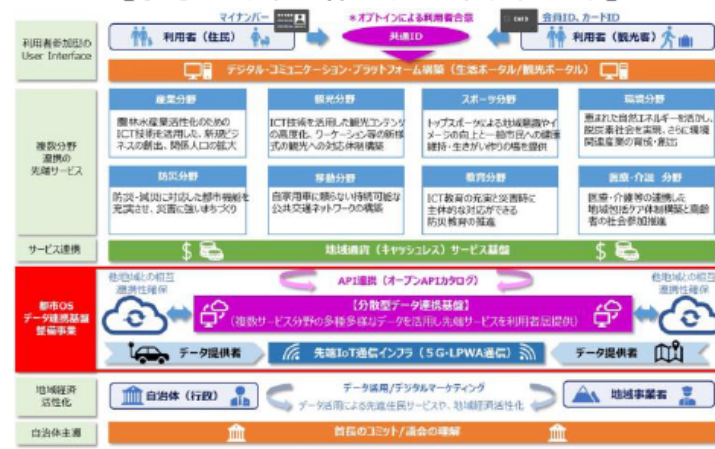 マイナンバー
*オプトインによる利用者合意
会員ID、カードID
利用者参加型の
User Interface
利用者(住民)
共通ID
利用者(観光客)
デジタル・コミュニケーション・プラットフォーム構築(生活ポータル/観光ポータル)
複数分野
連携の
先端サービス
産業分野
農林水産業活性化のための
ICT技術を活用した、新規ビジ
ネスの創出、関係人口の拡大
観光分野
ICT技術を活用した観光コンテンツ
の高度化、ワーケーション等の新様
式の観光への対応体制構築
スポーツ分野
トップスポーツによる地域意識やイ
メージの向上と一般市民への健康
維持・生きがい作りの場を提供
環境分野
恵まれた自然エネルギーを活かし、
脱炭素社会を実現、さらに環境
関連産業の育成・創出
防災分野
防災・減災に対応した都市機能を
充実させ、災害に強いまちづくり
移動分野
自家用車に頼らない持続可能な
公共交通ネットワークの構築
教育分野
ICT教育の充実と災害時に
主体的な対応ができる
防災教育の推進
医療・介護 分野
医療・介護等の連携した
地域包括ケア体制構築と高齢
者の社会参加推進
サービス連携
地域通貨(キャッシュレス)サービス基盤
都市OS
データ連携基盤
整備事業
他地域との相互
連携性確保
API連携(オープンAPIカタログ)
他地域との相互
連携性確保
【分散型データ連携基盤】
(複数サービス分野の多種多様なデータを活用し先端サービスを利用者に提供)
データ提供者
先端IoT通信インフラ(5G・LPWA通信)
データ提供者
地域経済
活性化
自治体(行政)
データ活用/デジタルマーケティング
データ活用による先進住民サービスや、地域経済活性化
地域事業者
自治体主導
首長のコミット/議会の理解